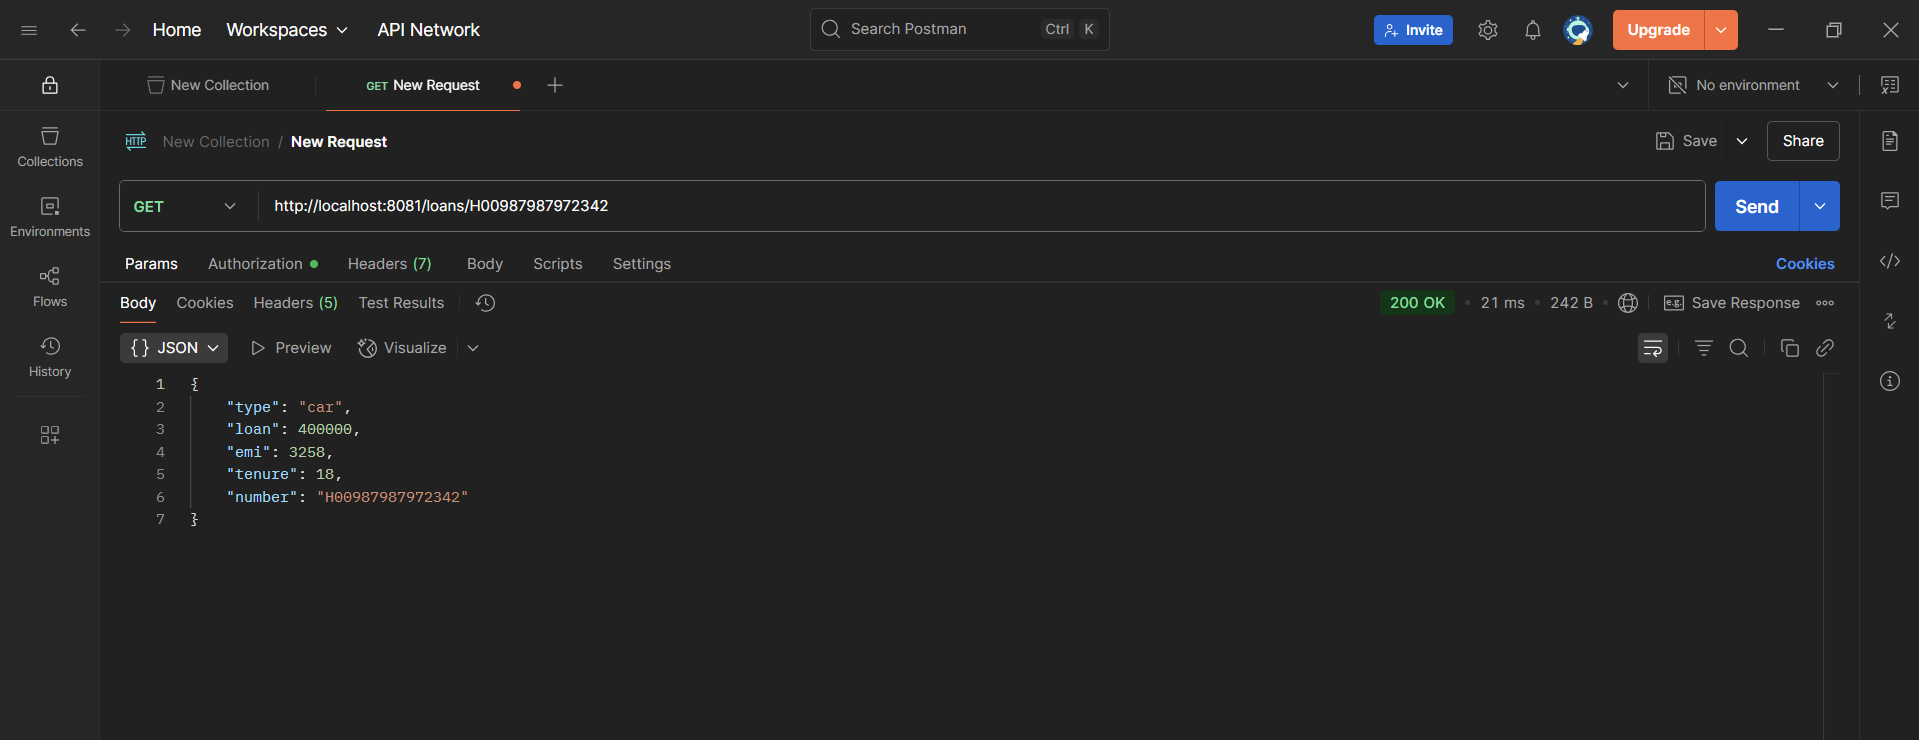 Home Workspaces API Network Search Postman Ctrl K Invite Upgrade
New Collection GET New Request No environment
HTTP New Collection / New Request Save Share
Collections
GET http://localhost:8081/loans/H00987987972342 Send
Environments
Params Authorization Headers (7) Body Scripts Settings Cookies
Flows
Body Cookies Headers (5) Test Results 200 OK 21 ms 242 B e.g. Save Response
{} JSON Preview Visualize
History
1 {
2 "type": "car",
3 "loan": 400000,
4 "emi": 3258,
5 "tenure": 18,
6 "number": "H00987987972342"
7 }